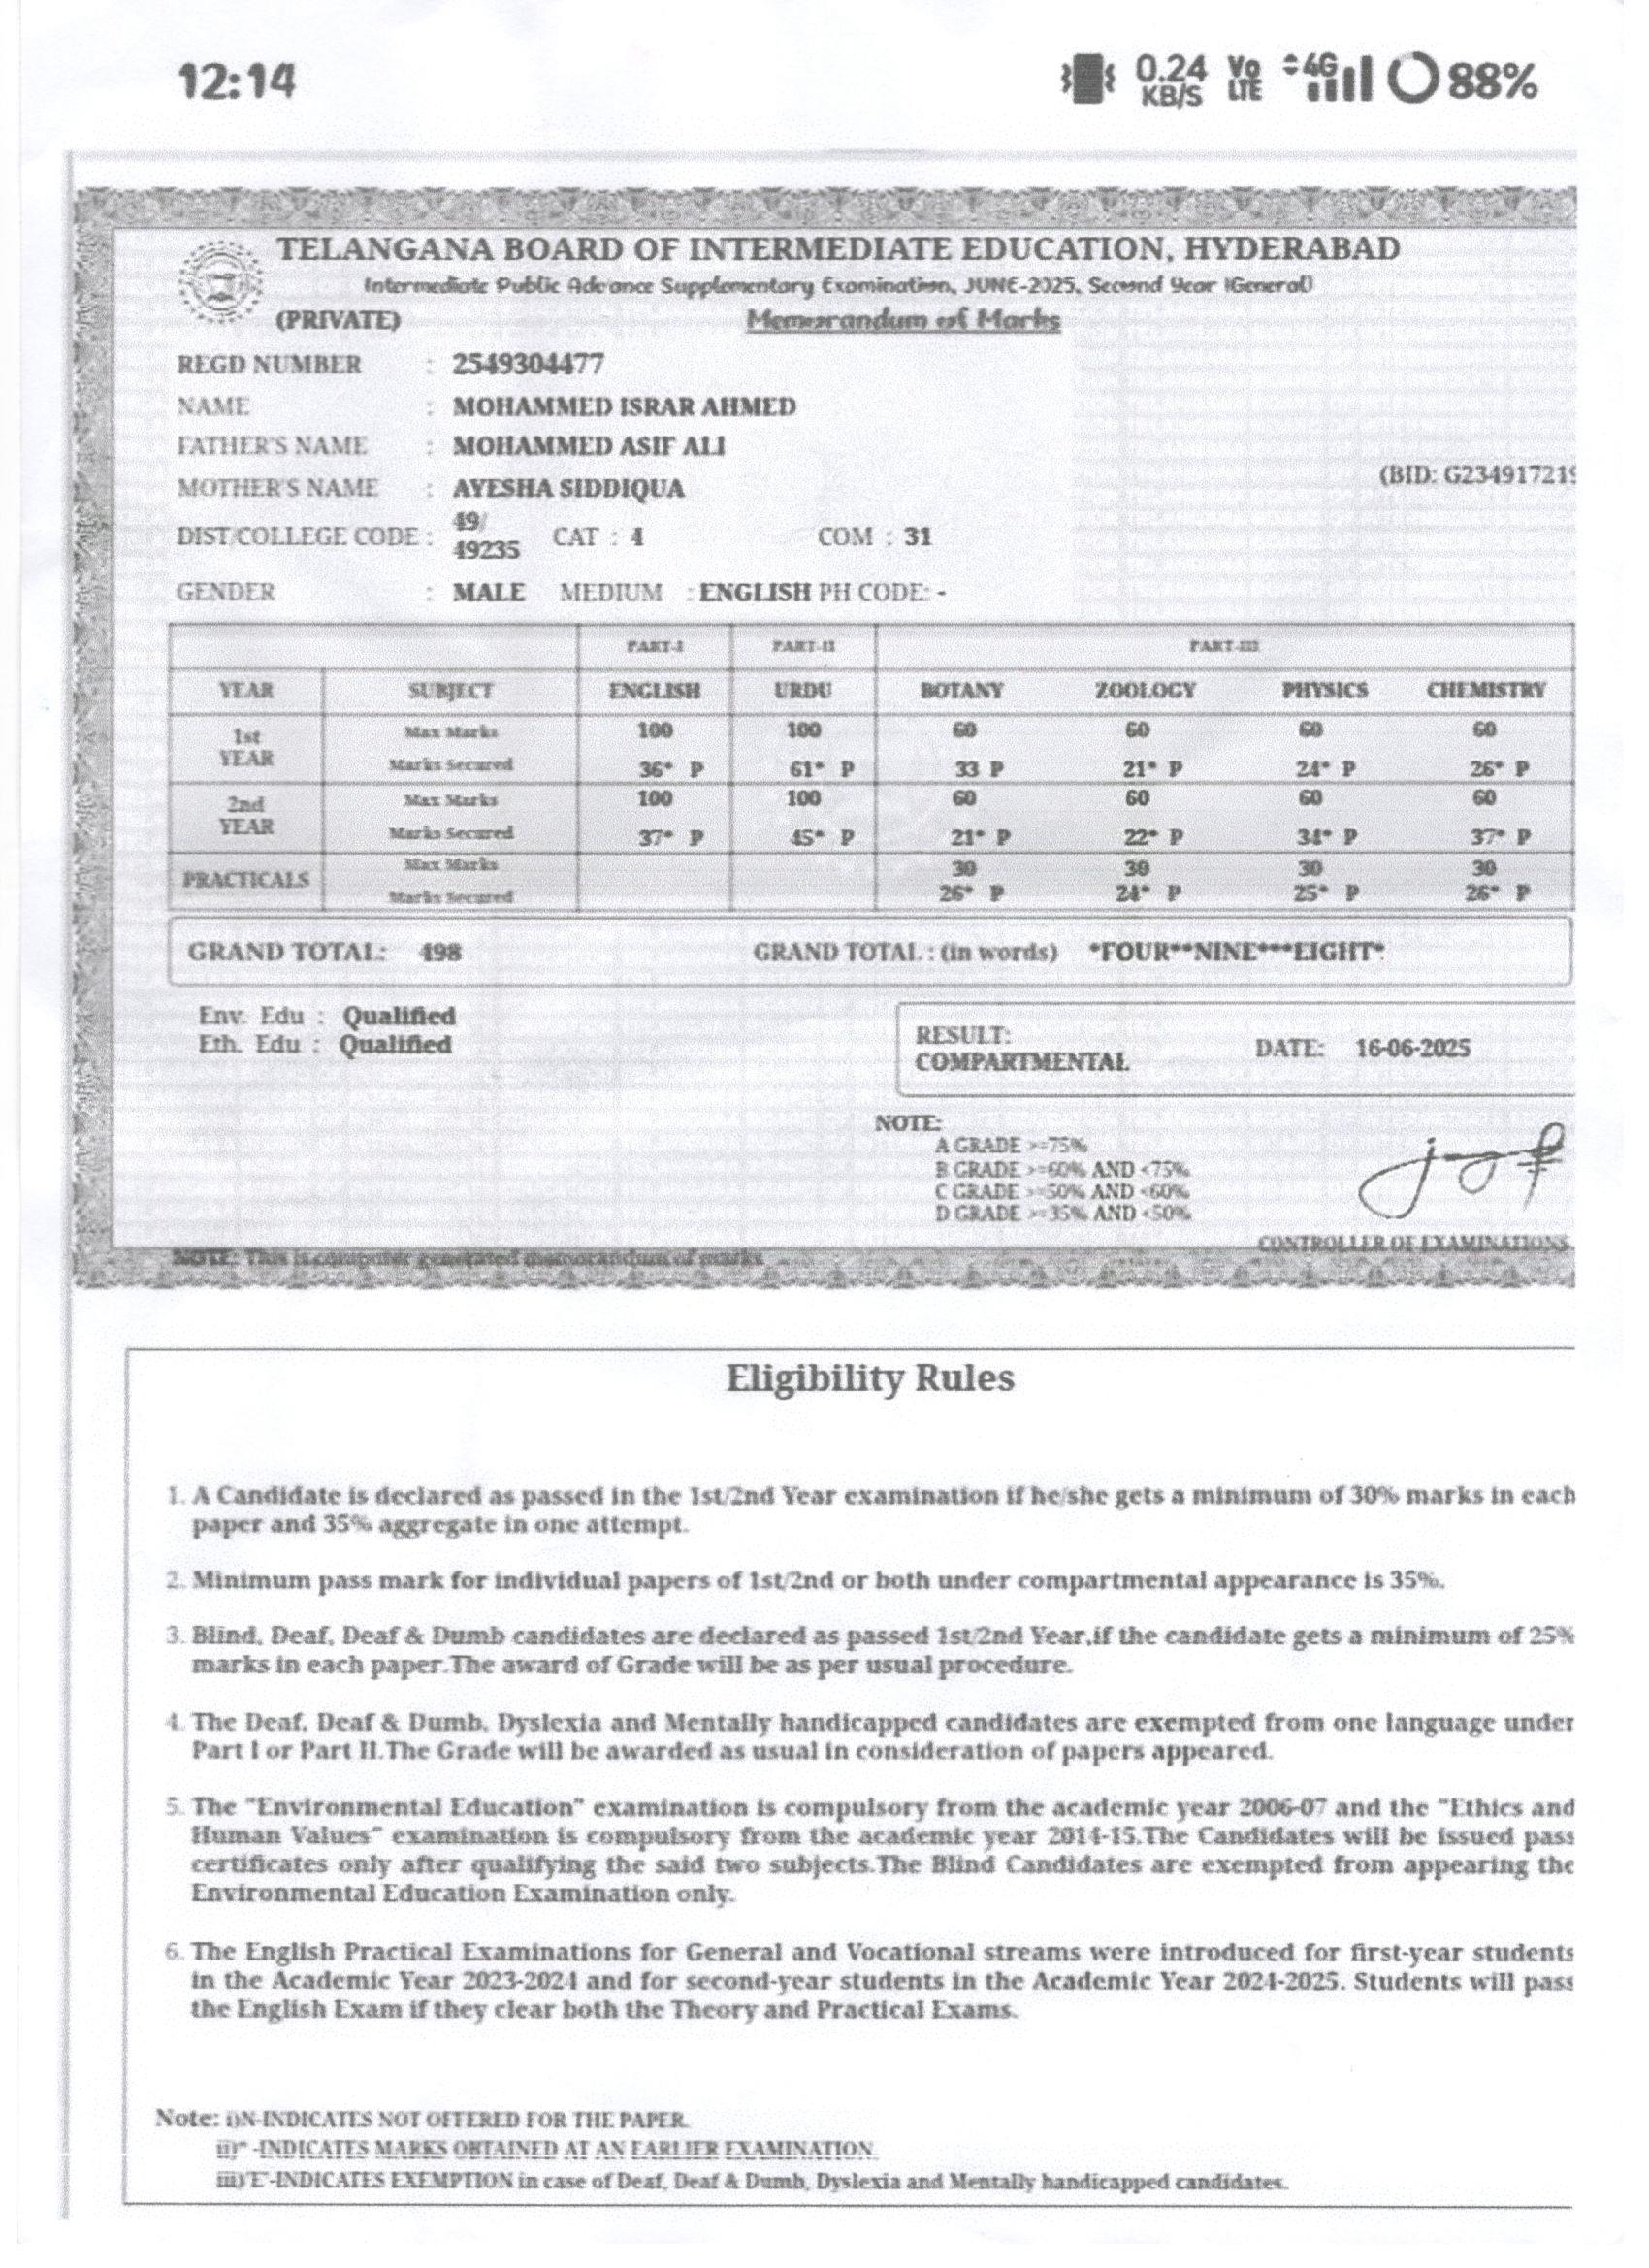 12:14
0.24 KB/S Vo LTE 4G 88%
TELANGANA BOARD OF INTERMEDIATE EDUCATION, HYDERABAD
Intermediate Public Advance Supplementary Examination, JUNE-2025, Second Year (General)
(PRIVATE) Memorandum of Marks
REGD NUMBER : 2549304477
NAME : MOHAMMED ISRAR AHMED
FATHER'S NAME : MOHAMMED ASIF ALI
(BID: G234917219
MOTHER'S NAME : AYESHA SIDDIQUA
DIST/COLLEGE CODE : 49/ 49235 CAT : 4 COM : 31
GENDER : MALE MEDIUM : ENGLISH PH CODE: -
PART-I PART-II PART-III
YEAR SUBJECT ENGLISH URDU BOTANY ZOOLOGY PHYSICS CHEMISTRY
1st YEAR Max Marks 100 100 60 60 60 60
Marks Secured 36* P 61* P 33 P 21* P 24* P 26* P
2nd YEAR Max Marks 100 100 60 60 60 60
Marks Secured 37* P 45* P 21* P 22* P 34* P 37* P
PRACTICALS Max Marks 30 30 30 30
Marks Secured 26* P 24* P 25* P 26* P
GRAND TOTAL: 498 GRAND TOTAL : (in words) *FOUR**NINE***EIGHT*
Env. Edu : Qualified
Eth. Edu : Qualified
RESULT:
COMPARTMENTAL DATE: 16-06-2025
NOTE:
A GRADE >=75%
B GRADE >=60% AND <75%
C GRADE >=50% AND <60%
D GRADE >=35% AND <50%
CONTROLLER OF EXAMINATIONS
NOTE: This is computer generated memorandum of marks
Eligibility Rules
1. A Candidate is declared as passed in the 1st/2nd Year examination if he/she gets a minimum of 30% marks in each
paper and 35% aggregate in one attempt.
2. Minimum pass mark for individual papers of 1st/2nd or both under compartmental appearance is 35%.
3. Blind, Deaf, Deaf & Dumb candidates are declared as passed 1st/2nd Year,if the candidate gets a minimum of 25%
marks in each paper.The award of Grade will be as per usual procedure.
4. The Deaf, Deaf & Dumb, Dyslexia and Mentally handicapped candidates are exempted from one language under
Part I or Part II.The Grade will be awarded as usual in consideration of papers appeared.
5. The "Environmental Education" examination is compulsory from the academic year 2006-07 and the "Ethics and
Human Values" examination is compulsory from the academic year 2014-15.The Candidates will be issued pass
certificates only after qualifying the said two subjects.The Blind Candidates are exempted from appearing the
Environmental Education Examination only.
6. The English Practical Examinations for General and Vocational streams were introduced for first-year students
in the Academic Year 2023-2024 and for second-year students in the Academic Year 2024-2025. Students will pass
the English Exam if they clear both the Theory and Practical Exams.
Note: i)N-INDICATES NOT OFFERED FOR THE PAPER.
ii)* -INDICATES MARKS OBTAINED AT AN EARLIER EXAMINATION.
iii)'E'-INDICATES EXEMPTION in case of Deaf, Deaf & Dumb, Dyslexia and Mentally handicapped candidates.